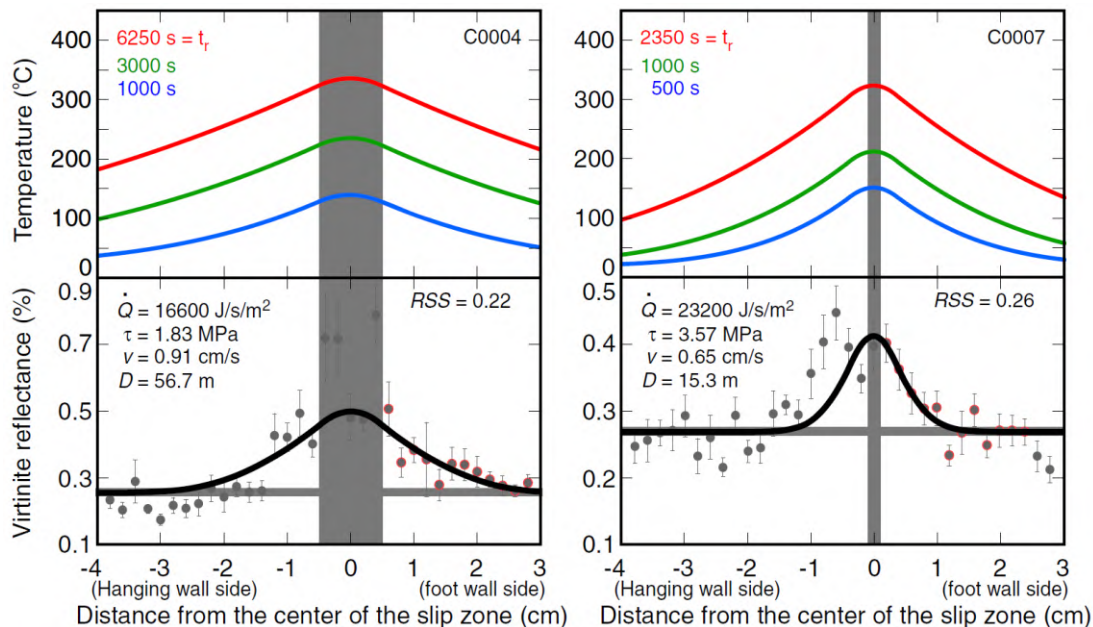 450
400
300
200
100
0
Temperature (°C)
6250 s = tr
3000 s
1000 s
C0004
0.9
0.7
0.5
0.3
0.1
Virtinite reflectance (%)
Q̇ = 16600 J/s/m²
τ = 1.83 MPa
v = 0.91 cm/s
D = 56.7 m
RSS = 0.22
-4 -3 -2 -1 0 1 2 3
(Hanging wall side) (foot wall side)
Distance from the center of the slip zone (cm)
400
300
200
100
0
2350 s = tr
1000 s
500 s
C0007
0.5
0.4
0.3
0.2
0.1
Q̇ = 23200 J/s/m²
τ = 3.57 MPa
v = 0.65 cm/s
D = 15.3 m
RSS = 0.26
-4 -3 -2 -1 0 1 2 3
(Hanging wall side) (foot wall side)
Distance from the center of the slip zone (cm)